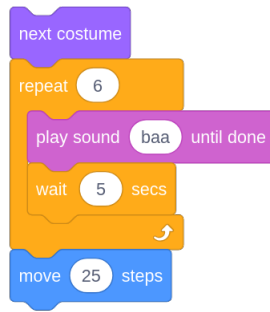 next costume
repeat 6
play sound baa until done
wait 5 secs
move 25 steps